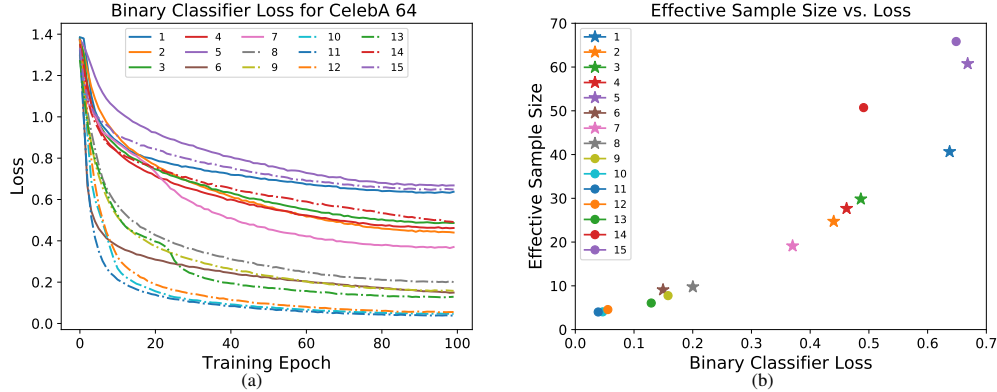 Binary Classifier Loss for CelebA 64
1 4 7 10 13
2 5 8 11 14
3 6 9 12 15
1.4
1.2
1.0
0.8
0.6
0.4
0.2
0.0
Loss
0 20 40 60 80 100
Training Epoch
(a)
Effective Sample Size vs. Loss
1
2
3
4
5
6
7
8
9
10
11
12
13
14
15
70
60
50
40
30
20
10
0
Effective Sample Size
0.0 0.1 0.2 0.3 0.4 0.5 0.6 0.7
Binary Classifier Loss
(b)